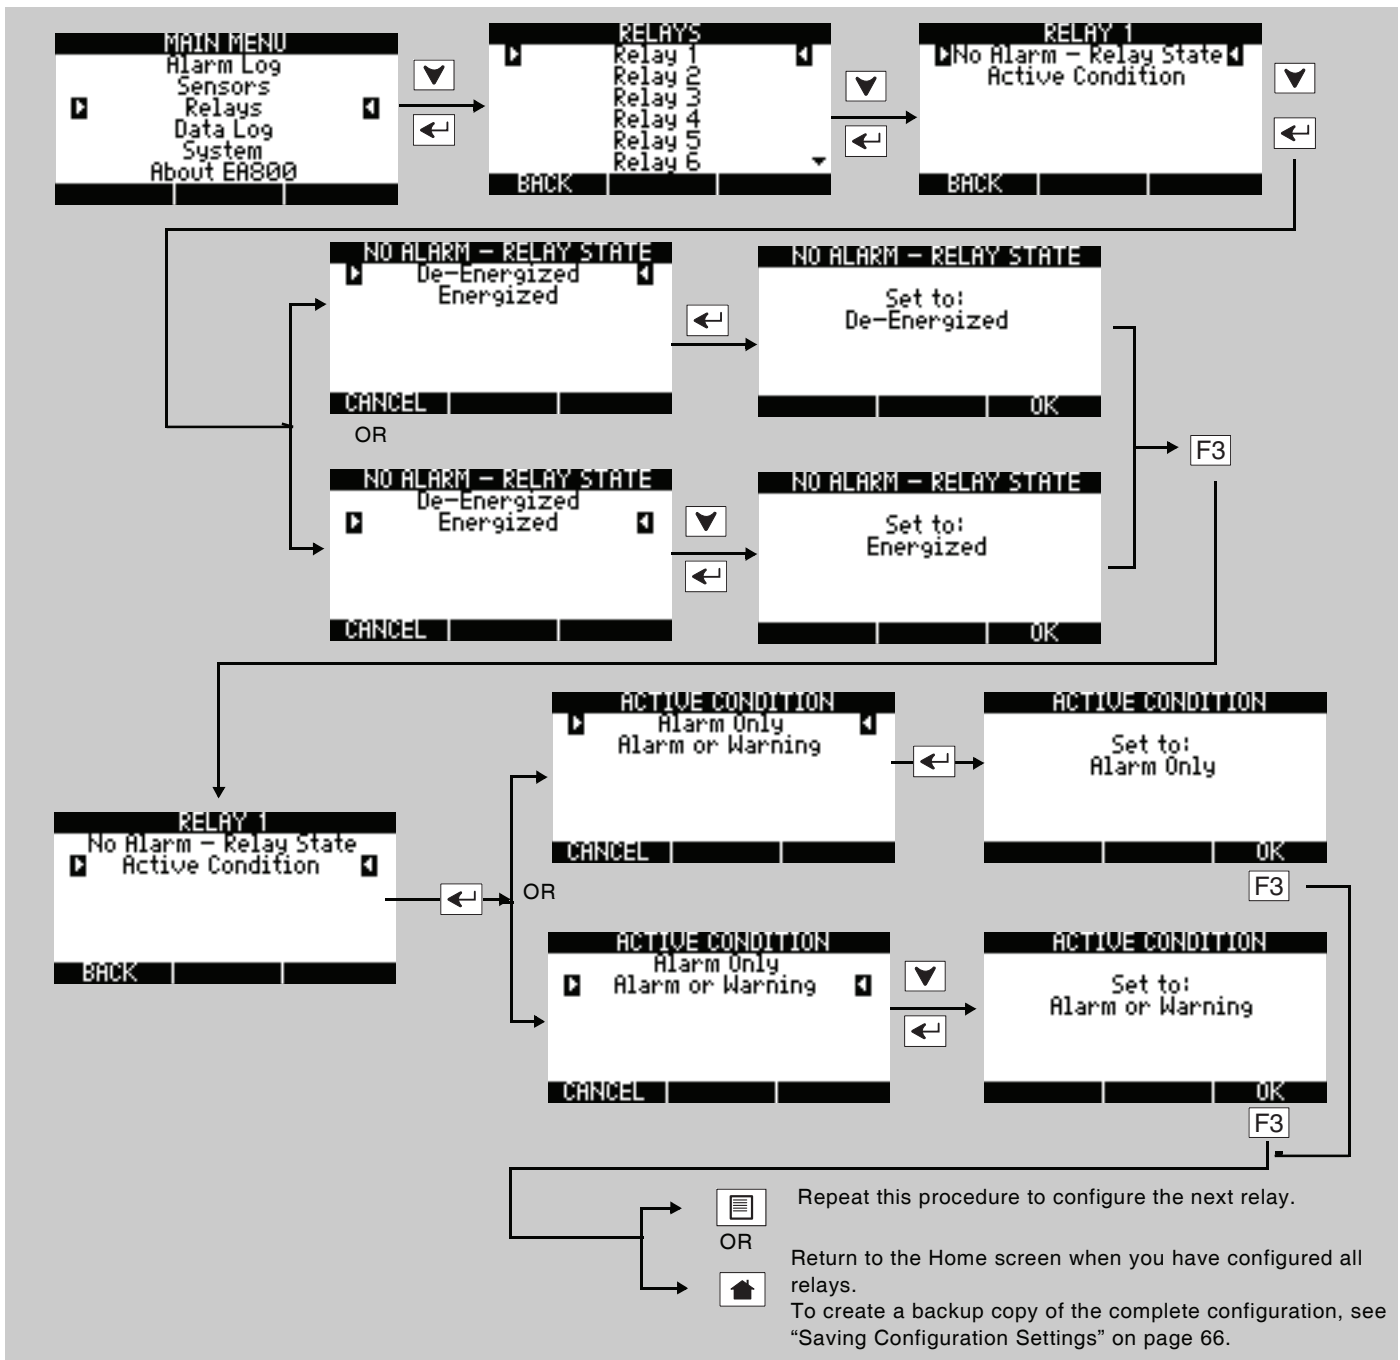 MAIN MENU
Alarm Log
Sensors
Relays
Data Log
System
About EA800
RELAYS
Relay 1
Relay 2
Relay 3
Relay 4
Relay 5
Relay 6
BACK
RELAY 1
No Alarm – Relay State
Active Condition
BACK
NO ALARM – RELAY STATE
De-Energized
Energized
CANCEL
NO ALARM – RELAY STATE
Set to:
De-Energized
OK
OR
NO ALARM – RELAY STATE
De-Energized
Energized
CANCEL
NO ALARM – RELAY STATE
Set to:
Energized
OK
F3
RELAY 1
No Alarm – Relay State
Active Condition
BACK
ACTIVE CONDITION
Alarm Only
Alarm or Warning
CANCEL
ACTIVE CONDITION
Set to:
Alarm Only
OK
F3
OR
ACTIVE CONDITION
Alarm Only
Alarm or Warning
CANCEL
ACTIVE CONDITION
Set to:
Alarm or Warning
OK
F3
Repeat this procedure to configure the next relay.
OR
Return to the Home screen when you have configured all
relays.
To create a backup copy of the complete configuration, see
“Saving Configuration Settings” on page 66.